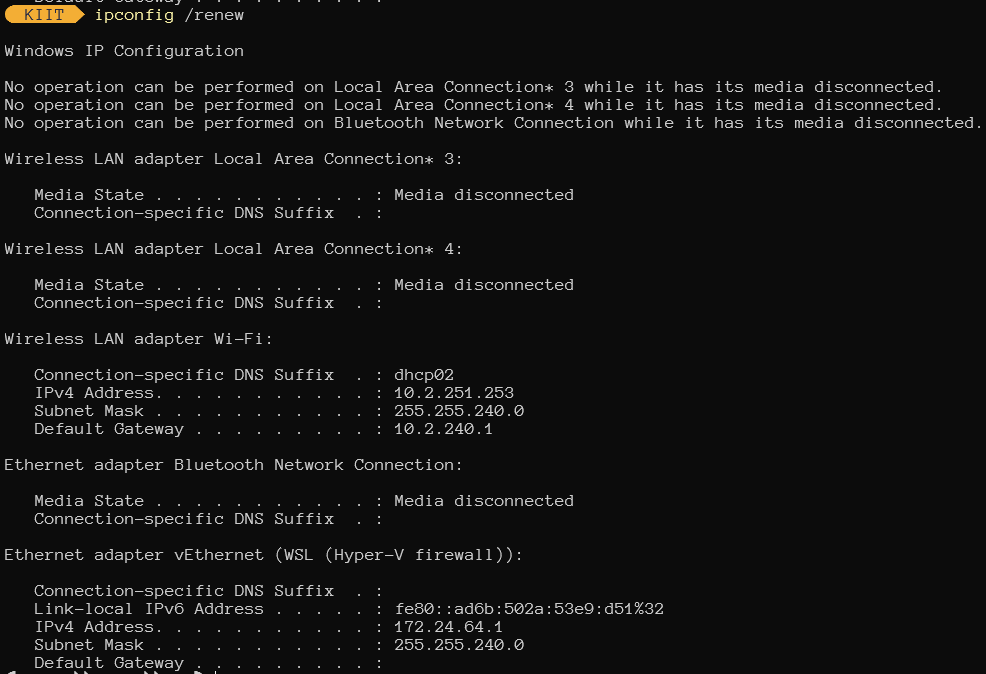 Default Gateway . . . . . . . . . :
KIIT ipconfig /renew
Windows IP Configuration
No operation can be performed on Local Area Connection* 3 while it has its media disconnected.
No operation can be performed on Local Area Connection* 4 while it has its media disconnected.
No operation can be performed on Bluetooth Network Connection while it has its media disconnected.
Wireless LAN adapter Local Area Connection* 3:
Media State . . . . . . . . . . . : Media disconnected
Connection-specific DNS Suffix  . :
Wireless LAN adapter Local Area Connection* 4:
Media State . . . . . . . . . . . : Media disconnected
Connection-specific DNS Suffix  . :
Wireless LAN adapter Wi-Fi:
Connection-specific DNS Suffix  . : dhcp02
IPv4 Address. . . . . . . . . . . : 10.2.251.253
Subnet Mask . . . . . . . . . . . : 255.255.240.0
Default Gateway . . . . . . . . . : 10.2.240.1
Ethernet adapter Bluetooth Network Connection:
Media State . . . . . . . . . . . : Media disconnected
Connection-specific DNS Suffix  . :
Ethernet adapter vEthernet (WSL (Hyper-V firewall)):
Connection-specific DNS Suffix  . :
Link-local IPv6 Address . . . . . : fe80::ad6b:502a:53e9:d51%32
IPv4 Address. . . . . . . . . . . : 172.24.64.1
Subnet Mask . . . . . . . . . . . : 255.255.240.0
Default Gateway . . . . . . . . . :